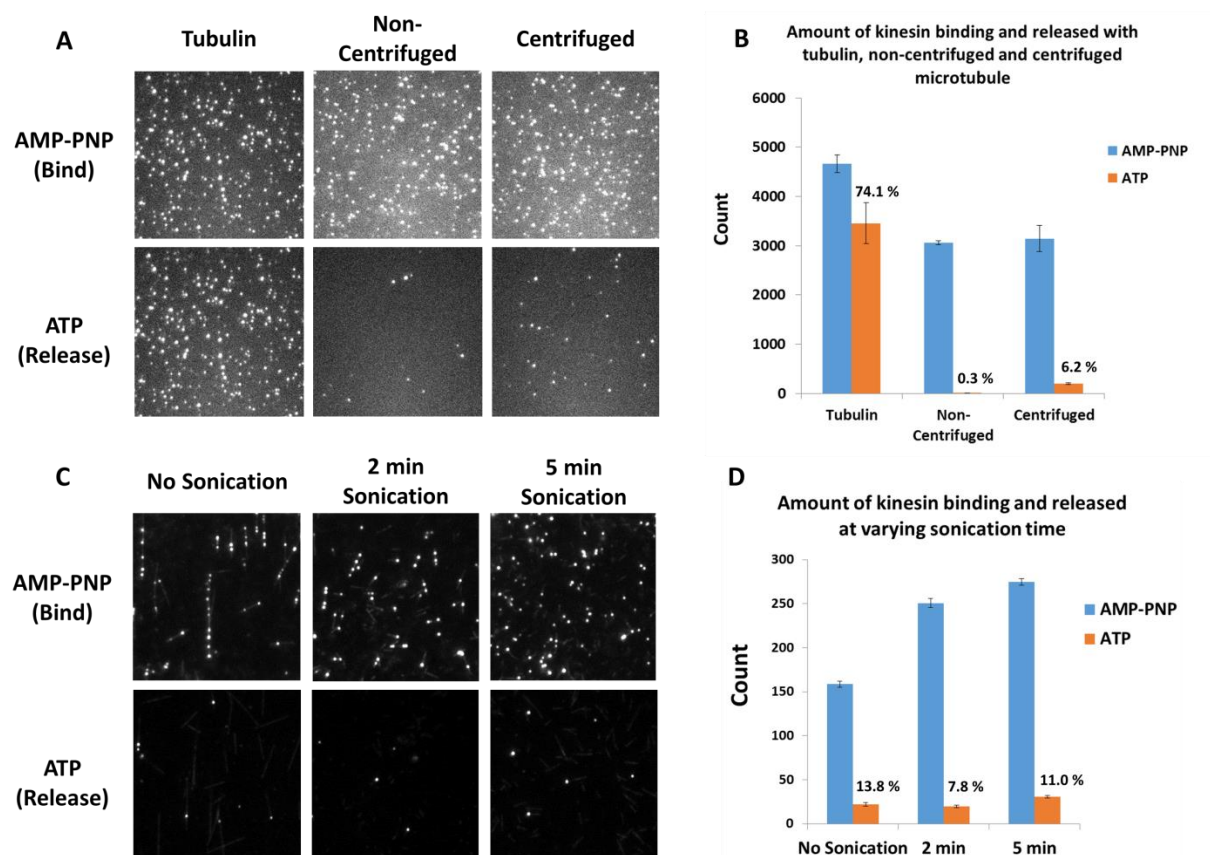 A
Tubulin
Non-
Centrifuged
Centrifuged
AMP-PNP
(Bind)
ATP
(Release)
B
Amount of kinesin binding and released with
tubulin, non-centrifuged and centrifuged
microtubule
6000
5000
4000
3000
2000
1000
0
Count
74.1 %
0.3 %
6.2 %
Tubulin
Non-
Centrifuged
Centrifuged
AMP-PNP
ATP
C
No Sonication
2 min
Sonication
5 min
Sonication
AMP-PNP
(Bind)
ATP
(Release)
D
Amount of kinesin binding and released
at varying sonication time
300
250
200
150
100
50
0
Count
13.8 %
7.8 %
11.0 %
No Sonication
2 min
5 min
AMP-PNP
ATP